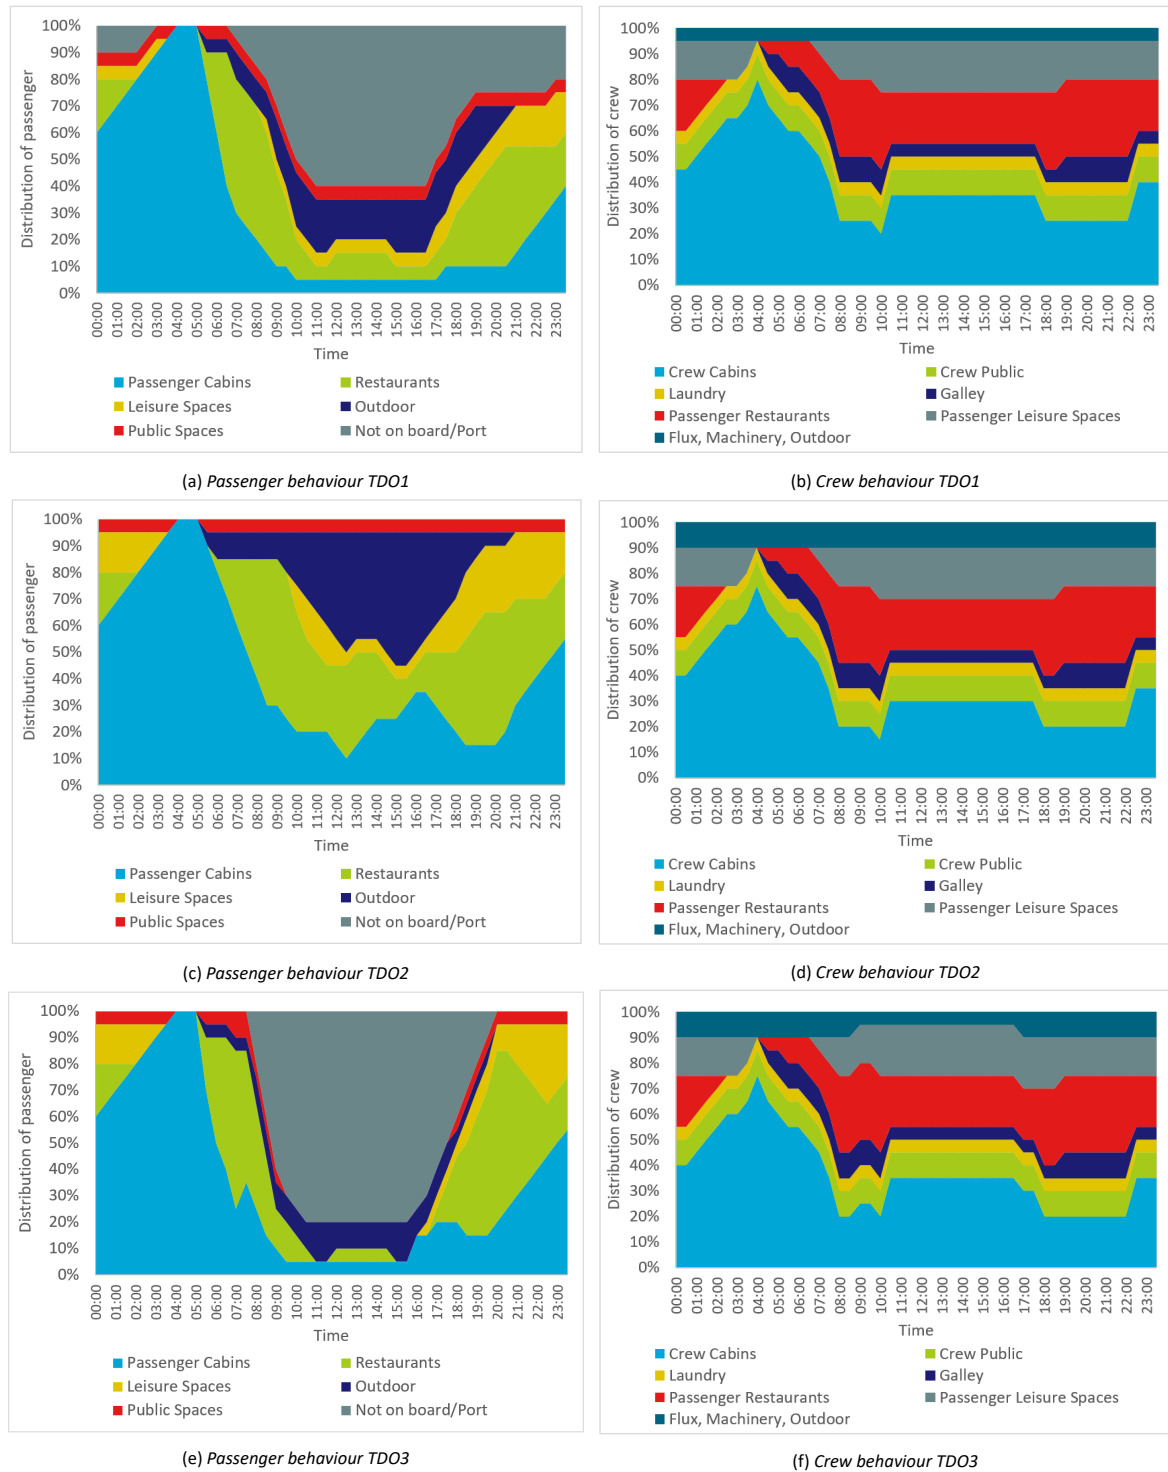 100%
90%
80%
70%
60%
50%
40%
30%
20%
10%
0%
Distribution of passenger
00:00 01:00 02:00 03:00 04:00 05:00 06:00 07:00 08:00 09:00 10:00 11:00 12:00 13:00 14:00 15:00 16:00 17:00 18:00 19:00 20:00 21:00 22:00 23:00
Time
Passenger Cabins Restaurants
Leisure Spaces Outdoor
Public Spaces Not on board/Port
(a) Passenger behaviour TDO1
100%
90%
80%
70%
60%
50%
40%
30%
20%
10%
0%
Distribution of crew
00:00 01:00 02:00 03:00 04:00 05:00 06:00 07:00 08:00 09:00 10:00 11:00 12:00 13:00 14:00 15:00 16:00 17:00 18:00 19:00 20:00 21:00 22:00 23:00
Time
Crew Cabins Crew Public
Laundry Galley
Passenger Restaurants Passenger Leisure Spaces
Flux, Machinery, Outdoor
(b) Crew behaviour TDO1
100%
90%
80%
70%
60%
50%
40%
30%
20%
10%
0%
Distribution of passenger
00:00 01:00 02:00 03:00 04:00 05:00 06:00 07:00 08:00 09:00 10:00 11:00 12:00 13:00 14:00 15:00 16:00 17:00 18:00 19:00 20:00 21:00 22:00 23:00
Time
Passenger Cabins Restaurants
Leisure Spaces Outdoor
Public Spaces Not on board/Port
(c) Passenger behaviour TDO2
100%
90%
80%
70%
60%
50%
40%
30%
20%
10%
0%
Distribution of crew
00:00 01:00 02:00 03:00 04:00 05:00 06:00 07:00 08:00 09:00 10:00 11:00 12:00 13:00 14:00 15:00 16:00 17:00 18:00 19:00 20:00 21:00 22:00 23:00
Time
Crew Cabins Crew Public
Laundry Galley
Passenger Restaurants Passenger Leisure Spaces
Flux, Machinery, Outdoor
(d) Crew behaviour TDO2
100%
90%
80%
70%
60%
50%
40%
30%
20%
10%
0%
Distribution of passenger
00:00 01:00 02:00 03:00 04:00 05:00 06:00 07:00 08:00 09:00 10:00 11:00 12:00 13:00 14:00 15:00 16:00 17:00 18:00 19:00 20:00 21:00 22:00 23:00
Time
Passenger Cabins Restaurants
Leisure Spaces Outdoor
Public Spaces Not on board/Port
(e) Passenger behaviour TDO3
100%
90%
80%
70%
60%
50%
40%
30%
20%
10%
0%
Distribution of crew
00:00 01:00 02:00 03:00 04:00 05:00 06:00 07:00 08:00 09:00 10:00 11:00 12:00 13:00 14:00 15:00 16:00 17:00 18:00 19:00 20:00 21:00 22:00 23:00
Time
Crew Cabins Crew Public
Laundry Galley
Passenger Restaurants Passenger Leisure Spaces
Flux, Machinery, Outdoor
(f) Crew behaviour TDO3